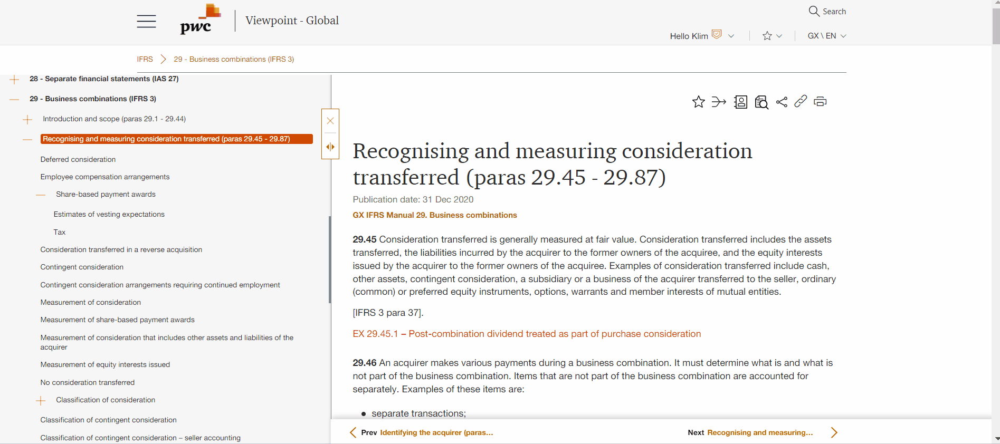 pwc
Viewpoint - Global
Search
Hello Klim
GX \ EN
IFRS
29 - Business combinations (IFRS 3)
28 - Separate financial statements (IAS 27)
29 - Business combinations (IFRS 3)
Introduction and scope (paras 29.1 - 29.44)
Recognising and measuring consideration transferred (paras 29.45 - 29.87)
Deferred consideration
Employee compensation arrangements
Share-based payment awards
Estimates of vesting expectations
Tax
Consideration transferred in a reverse acquisition
Contingent consideration
Contingent consideration arrangements requiring continued employment
Measurement of consideration
Measurement of share-based payment awards
Measurement of consideration that includes other assets and liabilities of the
acquirer
Measurement of equity interests issued
No consideration transferred
Classification of consideration
Classification of contingent consideration
Classification of contingent consideration – seller accounting
Recognising and measuring consideration
transferred (paras 29.45 - 29.87)
Publication date: 31 Dec 2020
GX IFRS Manual 29. Business combinations
29.45 Consideration transferred is generally measured at fair value. Consideration transferred includes the assets
transferred, the liabilities incurred by the acquirer to the former owners of the acquiree, and the equity interests
issued by the acquirer to the former owners of the acquiree. Examples of consideration transferred include cash,
other assets, contingent consideration, a subsidiary or a business of the acquirer transferred to the seller, ordinary
(common) or preferred equity instruments, options, warrants and member interests of mutual entities.
[IFRS 3 para 37].
EX 29.45.1 – Post-combination dividend treated as part of purchase consideration
29.46 An acquirer makes various payments during a business combination. It must determine what is and what is
not part of the business combination. Items that are not part of the business combination are accounted for
separately. Examples of these items are:
● separate transactions;
Prev Identifying the acquirer (paras...
Next Recognising and measuring...